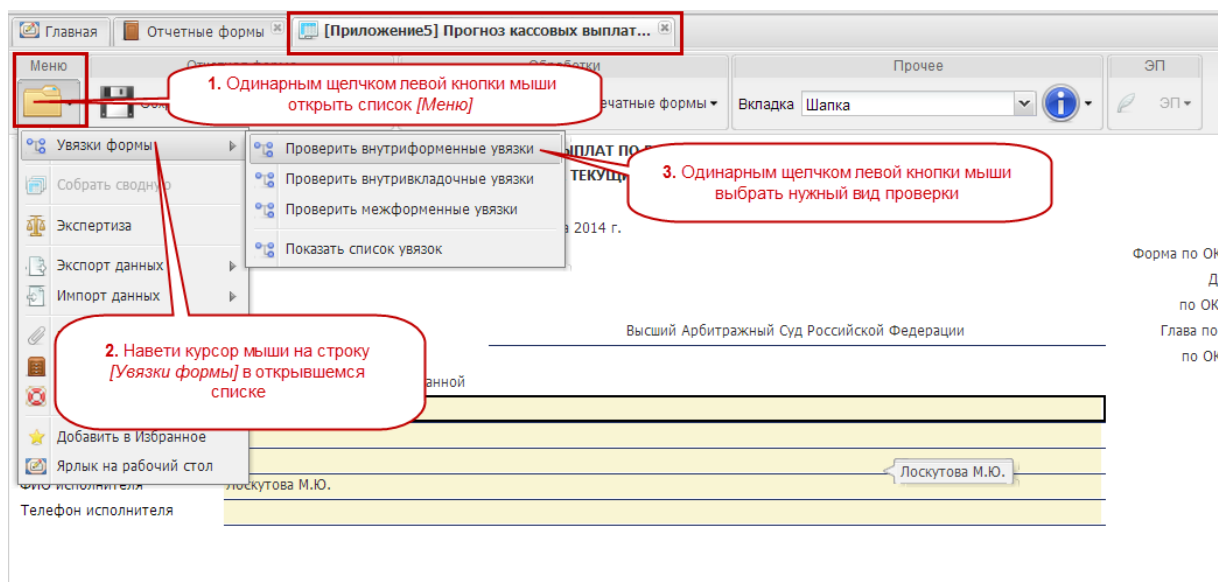 Главная
Отчетные формы
[Приложение5] Прогноз кассовых выплат...
Меню
Прочее
ЭП
1. Одинарным щелчком левой кнопки мыши
открыть список [Меню]
формы
Вкладка Шапка
ЭП
Увязки формы
Проверить внутриформенные увязки
Собрать сводную
Проверить внутривкладочные увязки
ТЕКУЩ
3. Одинарным щелчком левой кнопки мыши
выбрать нужный вид проверки
Экспертиза
Проверить межформенные увязки
2014 г.
Показать список увязок
Экспорт данных
Форма по ОК
Импорт данных
по ОК
Высший Арбитражный Суд Российской Федерации
Глава по
2. Навети курсор мыши на строку
[Увязки формы] в открывшемся
списке
по ОК
анной
Добавить в Избранное
Ярлык на рабочий стол
Лоскутова М.Ю.
ФИО исполнителя
Лоскутова М.Ю.
Телефон исполнителя